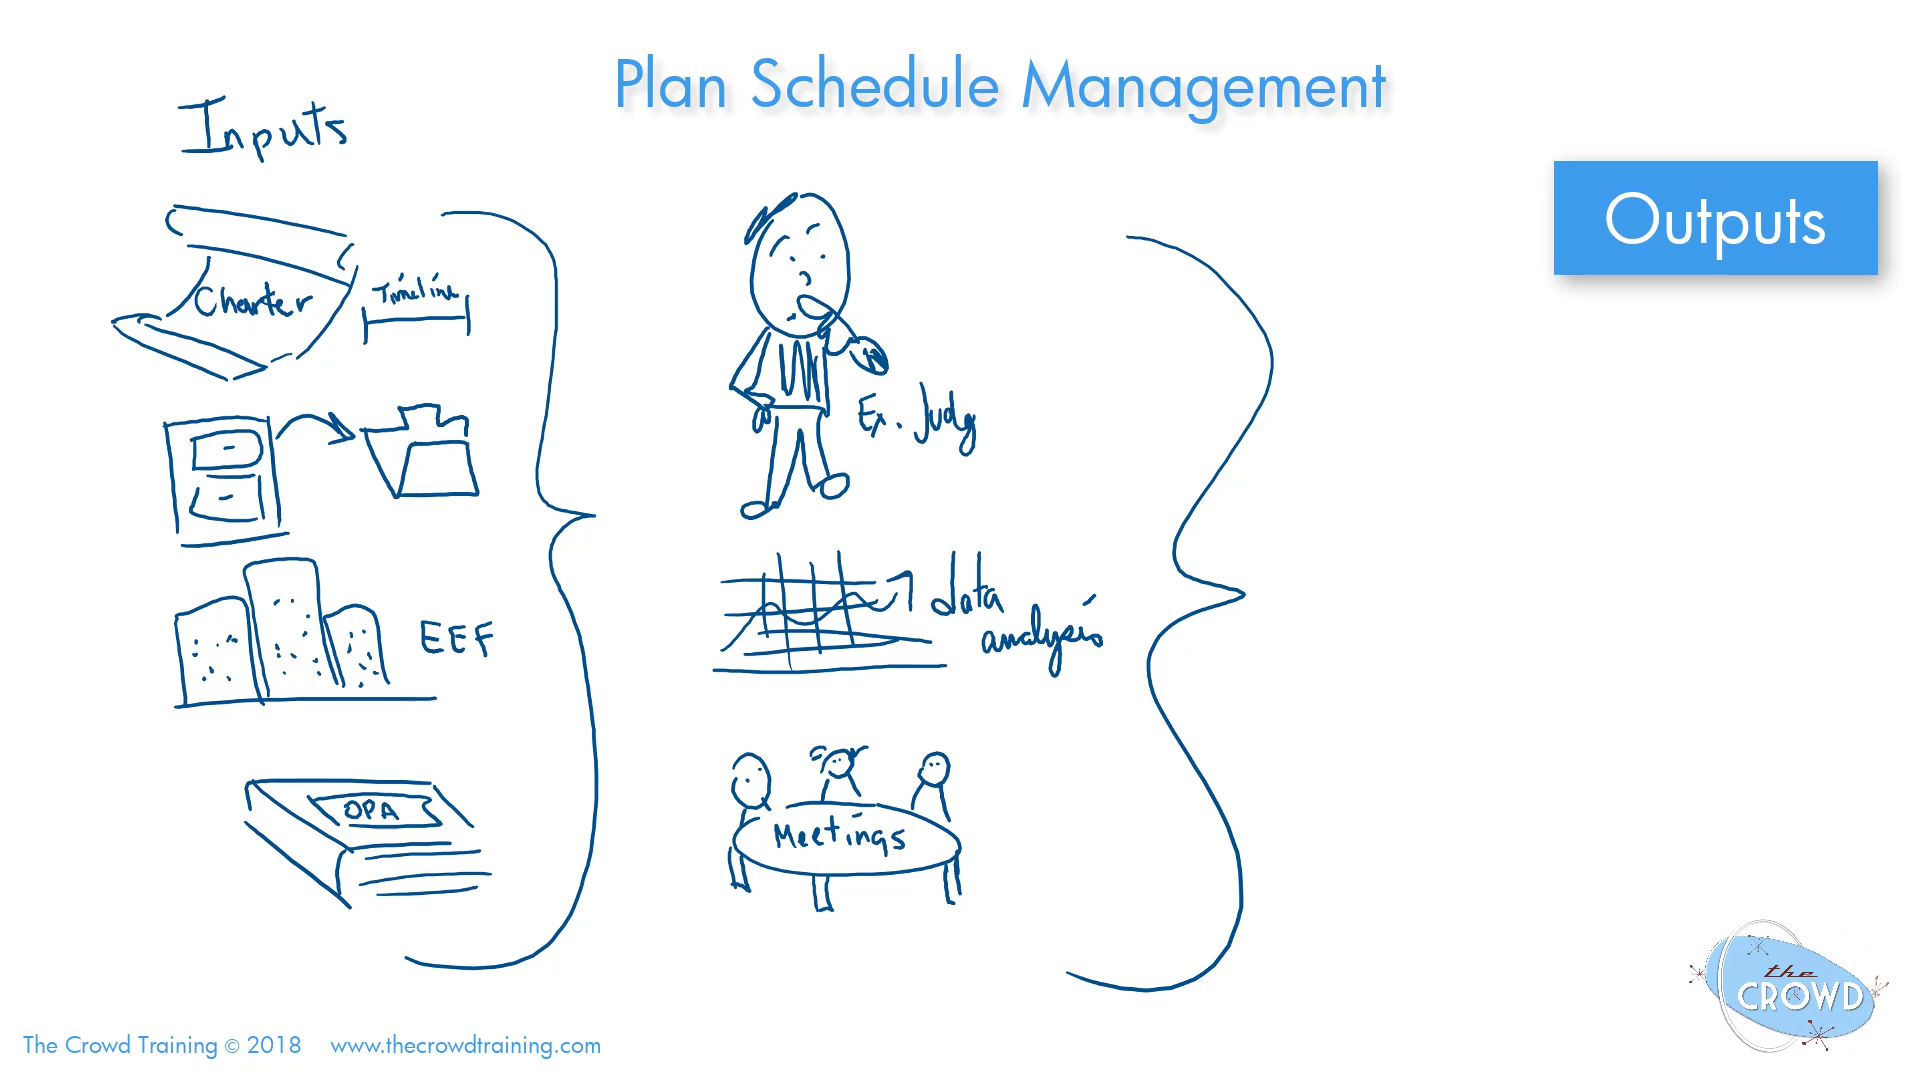 Plan Schedule Management
Inputs
Outputs
Charter
Timeline
EEF
OPA
Ex. Judg
data
analysis
Meetings
the
CROWD
The Crowd Training © 2018 www.thecrowdtraining.com